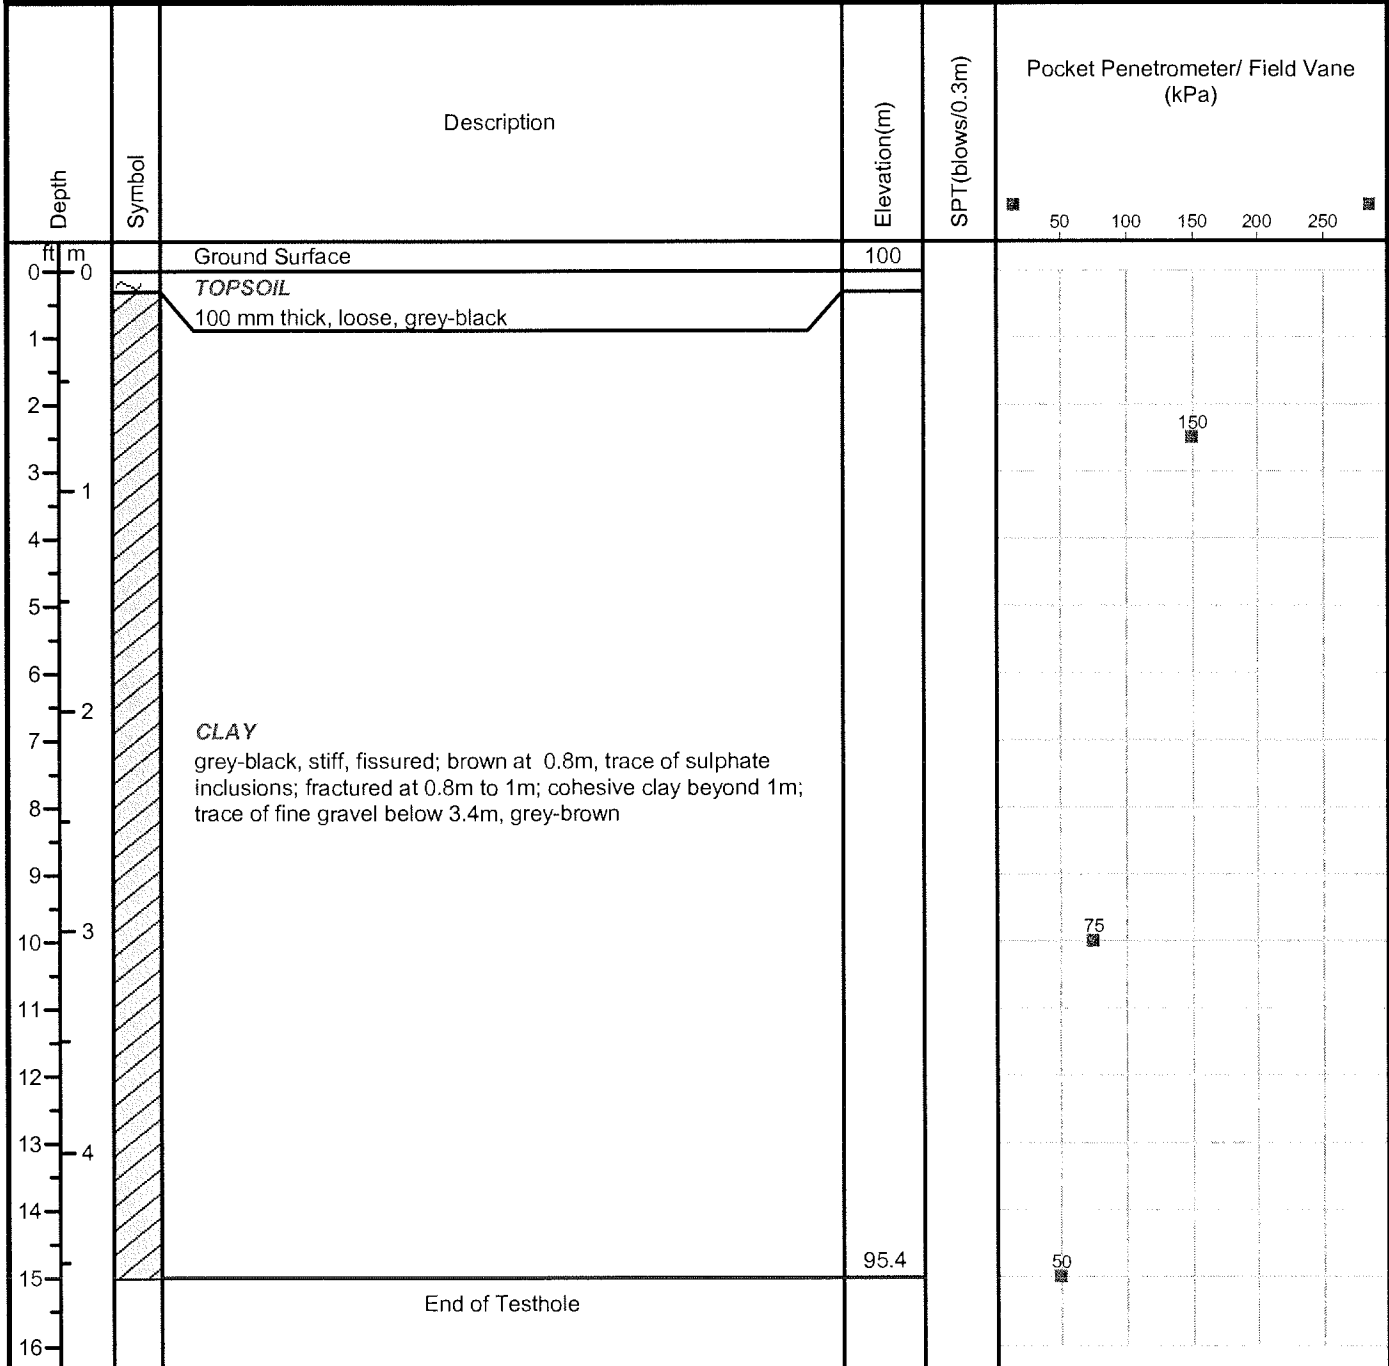 Depth
Symbol
Description
Elevation(m)
SPT(blows/0.3m)
Pocket Penetrometer/ Field Vane
(kPa)
50 100 150 200 250
ft m
Ground Surface 100
0 0
TOPSOIL
100 mm thick, loose, grey-black
1
2
150
3
1
4
5
6
2
7
CLAY
grey-black, stiff, fissured; brown at 0.8m, trace of sulphate
inclusions; fractured at 0.8m to 1m; cohesive clay beyond 1m;
trace of fine gravel below 3.4m, grey-brown
8
9
75
3
10
11
12
13
4
14
95.4
50
15
End of Testhole
16